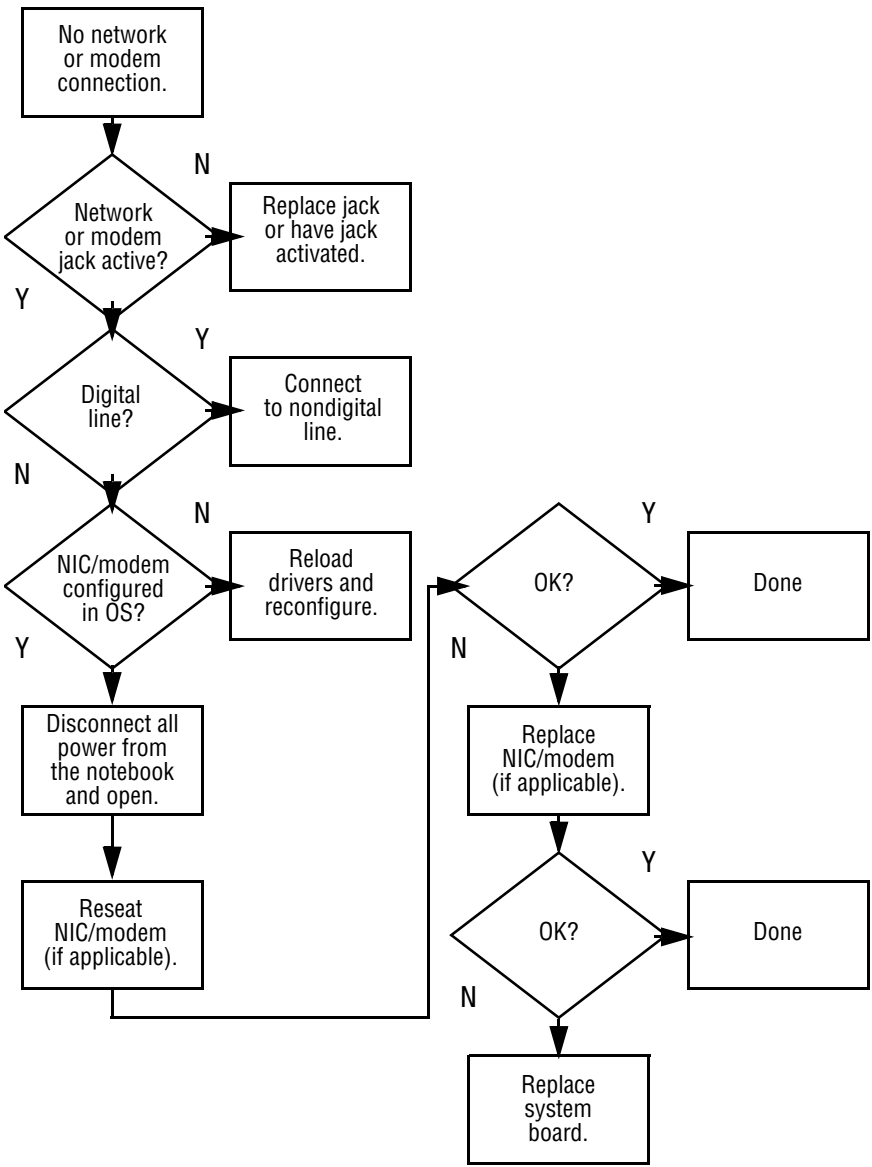 No network
or modem
connection.
N
Network
or modem
jack active?
Replace jack
or have jack
activated.
Y
Y
Digital
line?
Connect
to nondigital
line.
N
N
NIC/modem
configured
in OS?
Reload
drivers and
reconfigure.
Y
Disconnect all
power from
the notebook
and open.
Reseat
NIC/modem
(if applicable).
Y
OK?
Done
N
Replace
NIC/modem
(if applicable).
Y
OK?
Done
N
Replace
system
board.